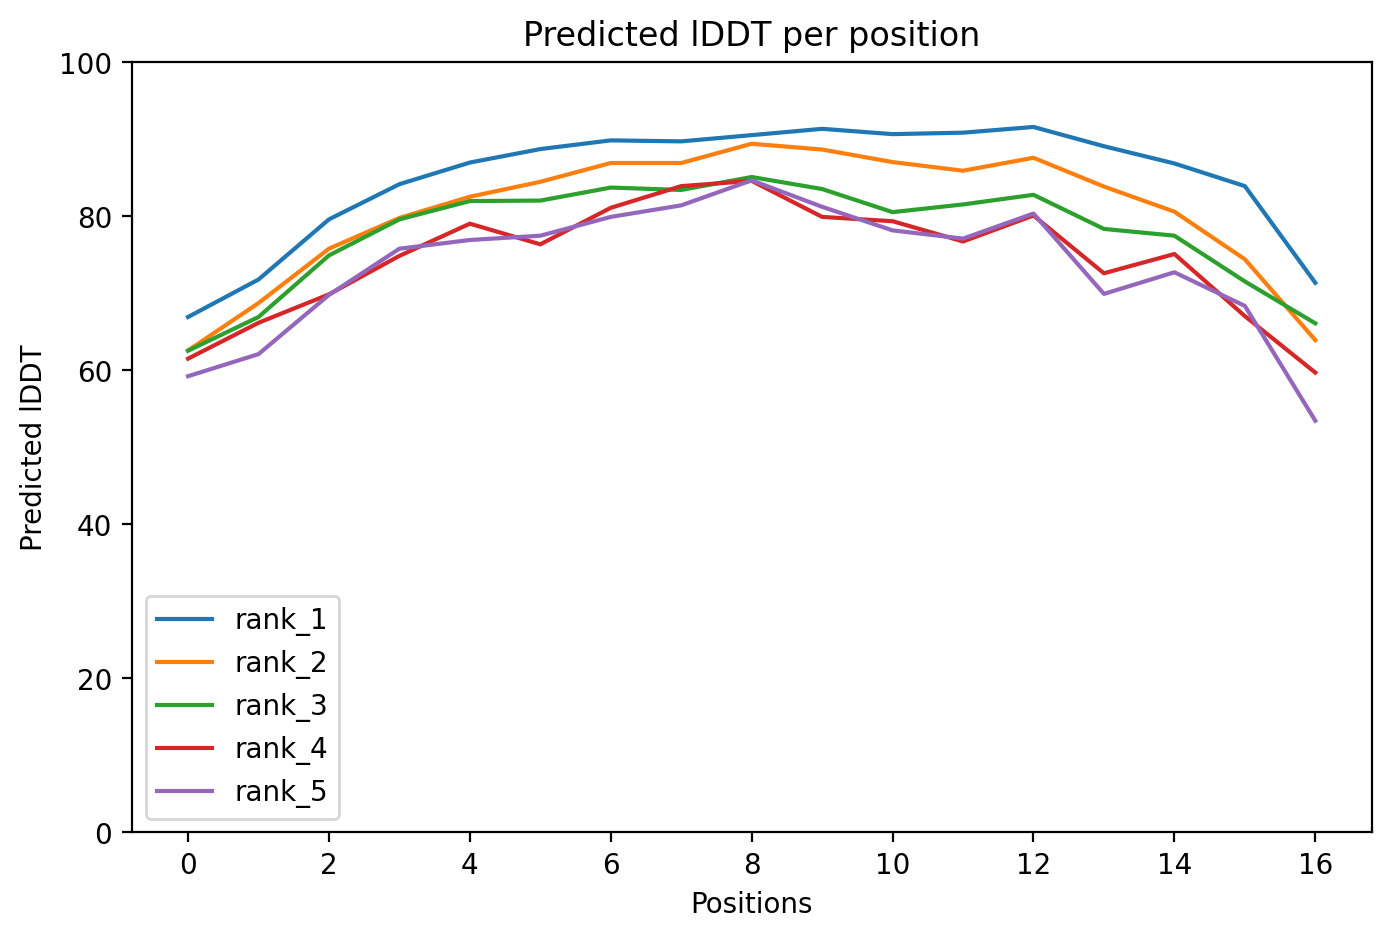 Predicted lDDT per position
Predicted lDDT
100
80
60
40
20
0
rank_1
rank_2
rank_3
rank_4
rank_5
0 2 4 6 8 10 12 14 16
Positions